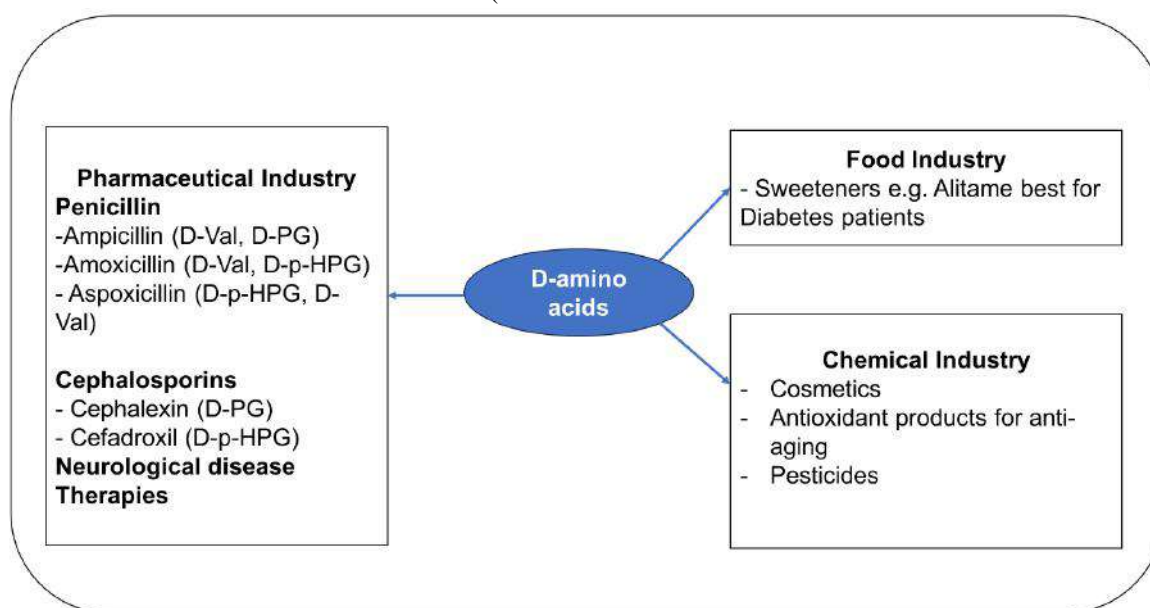 Pharmaceutical Industry
Penicillin
-Ampicillin (D-Val, D-PG)
-Amoxicillin (D-Val, D-p-HPG)
- Aspoxicillin (D-p-HPG, D-
Val)
Cephalosporins
- Cephalexin (D-PG)
- Cefadroxil (D-p-HPG)
Neurological disease
Therapies
D-amino
acids
Food Industry
- Sweeteners e.g. Alitame best for
Diabetes patients
Chemical Industry
- Cosmetics
- Antioxidant products for anti-
aging
- Pesticides